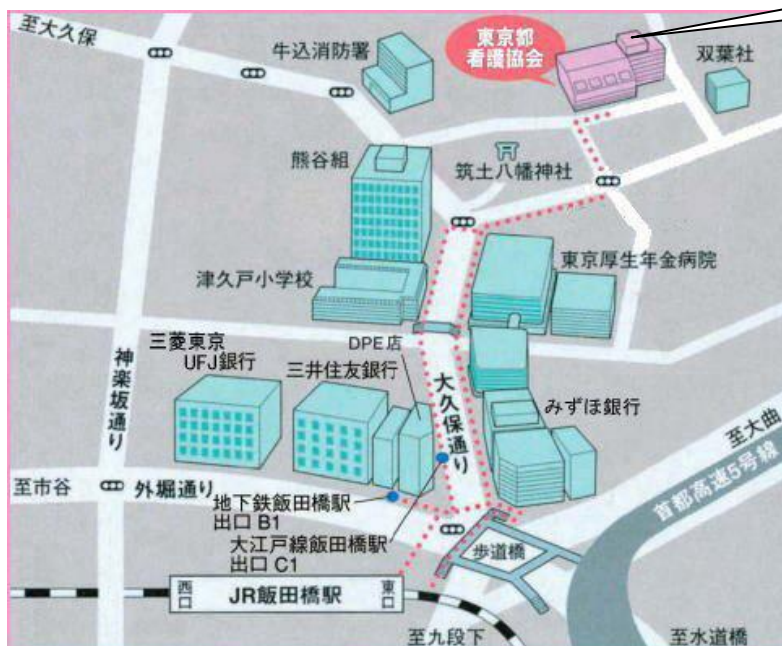 至大久保
牛込消防署
東京都
看護協会
双葉社
熊谷組
筑土八幡神社
津久戸小学校
東京厚生年金病院
三菱東京
UFJ銀行
DPE店
三井住友銀行
神楽坂通り
大久保通り
みずほ銀行
至大曲
首都高速5号線
至市谷
外堀通り
地下鉄飯田橋駅
出口 B1
大江戸線飯田橋駅
出口 C1
歩道橋
西口
JR飯田橋駅
東口
至九段下
至水道橋